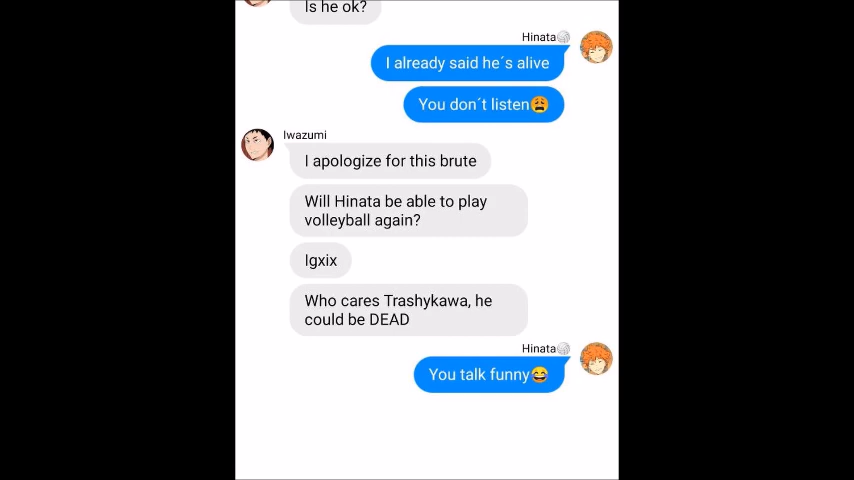 Is he ok?
Hinata🏐
I already said he´s alive
You don´t listen😩
Iwazumi
I apologize for this brute
Will Hinata be able to play
volleyball again?
Igxix
Who cares Trashykawa, he
could be DEAD
Hinata🏐
You talk funny😂